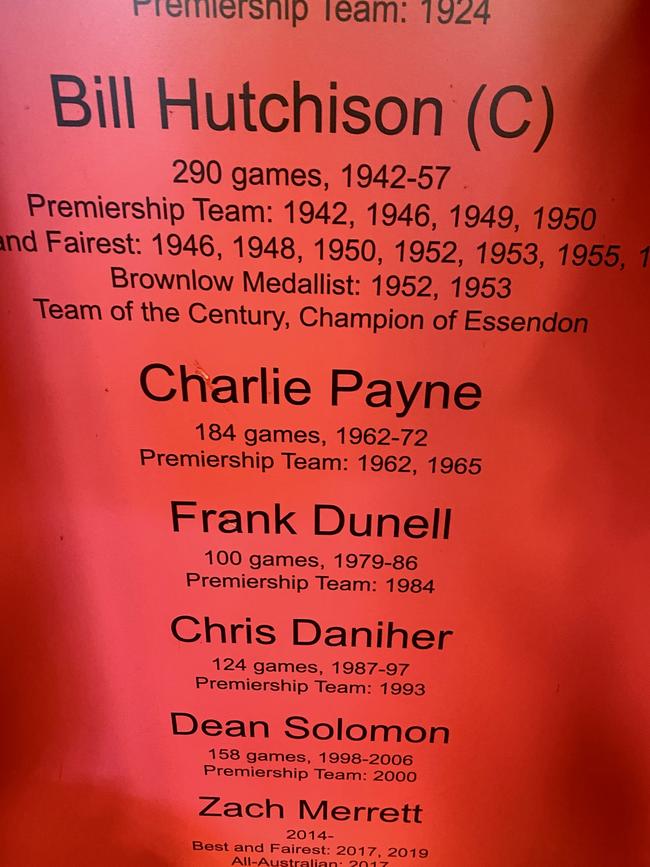 Premiership Team: 1924
Bill Hutchison (C)
290 games, 1942-57
Premiership Team: 1942, 1946, 1949, 1950
and Fairest: 1946, 1948, 1950, 1952, 1953, 1955, 1
Brownlow Medallist: 1952, 1953
Team of the Century, Champion of Essendon
Charlie Payne
184 games, 1962-72
Premiership Team: 1962, 1965
Frank Dunell
100 games, 1979-86
Premiership Team: 1984
Chris Daniher
124 games, 1987-97
Premiership Team: 1993
Dean Solomon
158 games, 1998-2006
Premiership Team: 2000
Zach Merrett
2014-
Best and Fairest: 2017, 2019
All-Australian: 2017